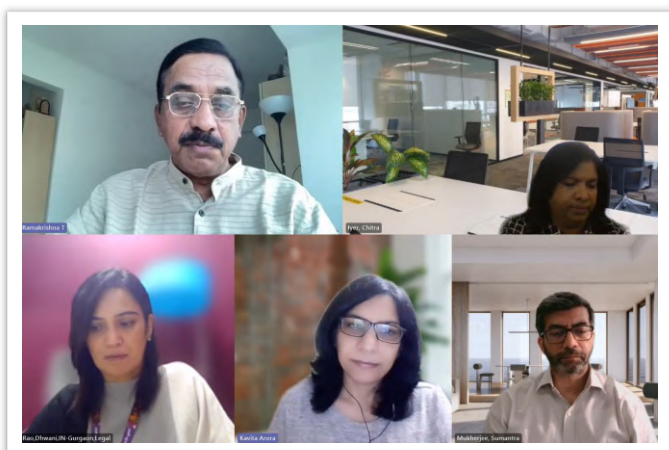 Ramakrishna T
Iyer, Chitra
Rao,Dhwani,IN-Gurgaon,Legal
Kavita Arora
Mukherjee, Sumantra